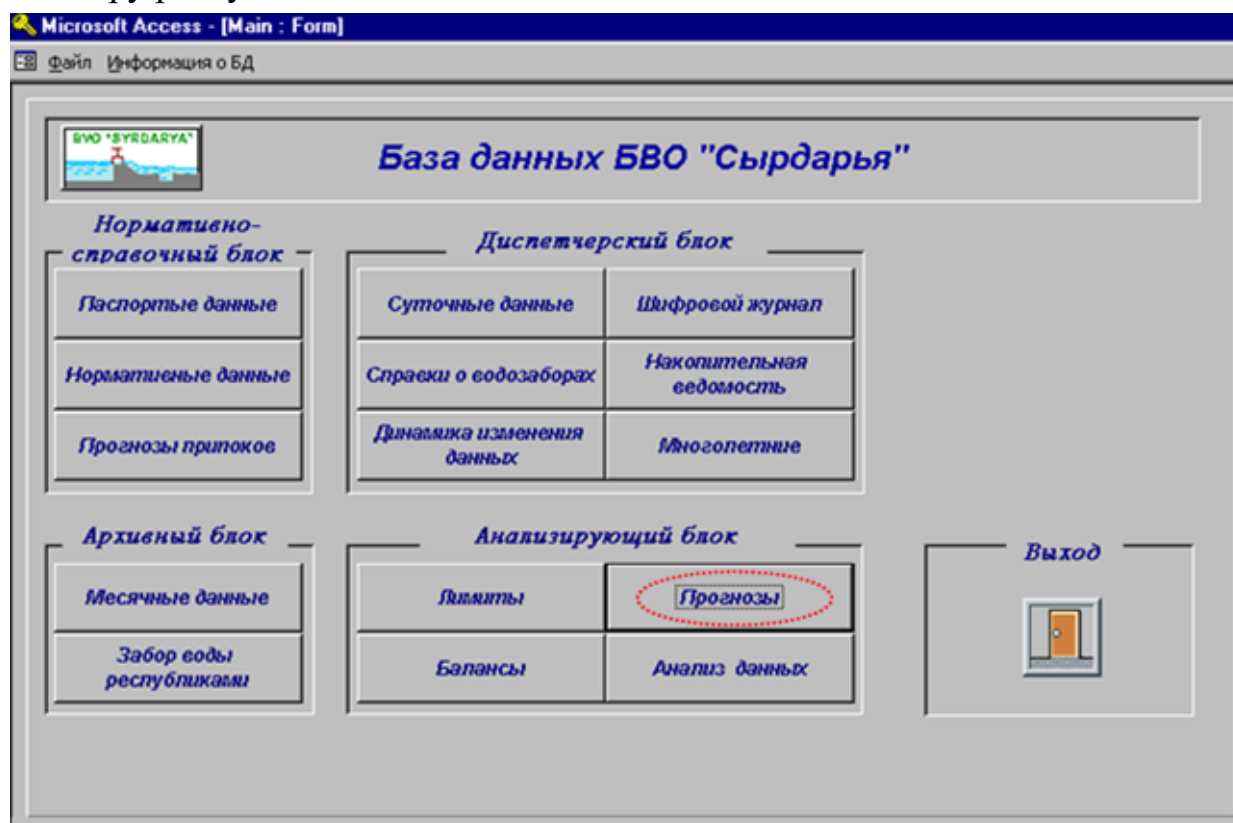 Microsoft Access - [Main : Form]
Файл Информация о БД
BVO "SYRDARYA"
База данных БВО "Сырдарья"
Нормативно-
справочный блок
Паспортые данные
Нормативные данные
Прогнозы притоков
Диспетчерский блок
Суточные данные
Шифровой журнал
Справки о водозаборах
Накопительная
ведомость
Динамика изменения
данных
Многолетние
Архивный блок
Месячные данные
Забор воды
республиками
Анализирующий блок
Лимиты
Прогнозы
Балансы
Анализ данных
Выход